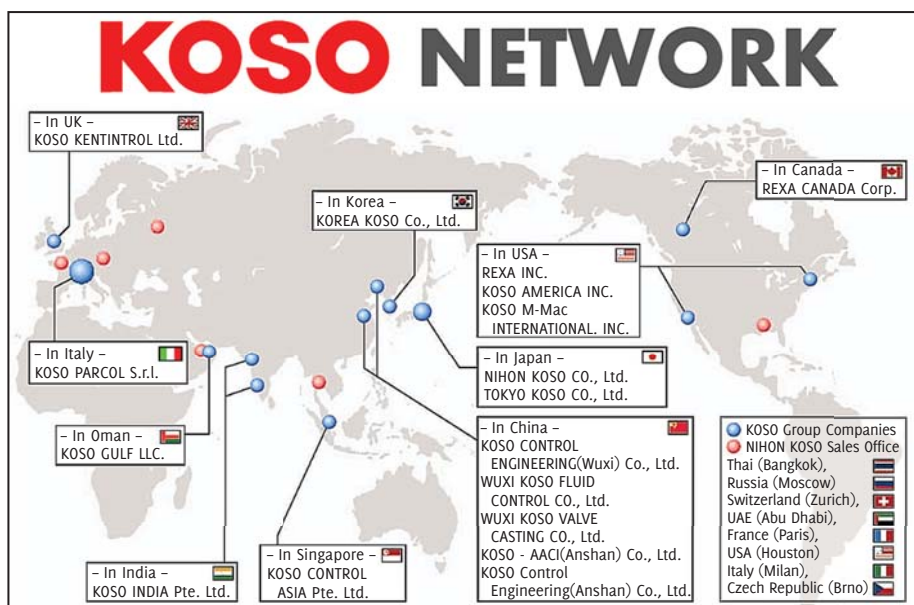 KOSO NETWORK
– In UK –
KOSO KENTINTROL Ltd.
– In Canada –
REXA CANADA Corp.
– In Korea –
KOREA KOSO Co., Ltd.
– In USA –
REXA INC.
KOSO AMERICA INC.
KOSO M-Mac
INTERNATIONAL. INC.
– In Italy –
KOSO PARCOL S.r.l.
– In Japan –
NIHON KOSO CO., Ltd.
TOKYO KOSO CO., Ltd.
– In Oman –
KOSO GULF LLC.
– In China –
KOSO CONTROL
ENGINEERING(Wuxi) Co., Ltd.
WUXI KOSO FLUID
CONTROL CO., Ltd.
WUXI KOSO VALVE
CASTING Co., Ltd.
KOSO - AACI(Anshan) Co., Ltd.
KOSO Control
Engineering(Anshan) Co., Ltd.
– In India –
KOSO INDIA Pte. Ltd.
– In Singapore –
KOSO CONTROL
ASIA Pte. Ltd.
KOSO Group Companies
NIHON KOSO Sales Office
Thai (Bangkok),
Russia (Moscow)
Switzerland (Zurich),
UAE (Abu Dhabi),
France (Paris),
USA (Houston)
Italy (Milan),
Czech Republic (Brno)